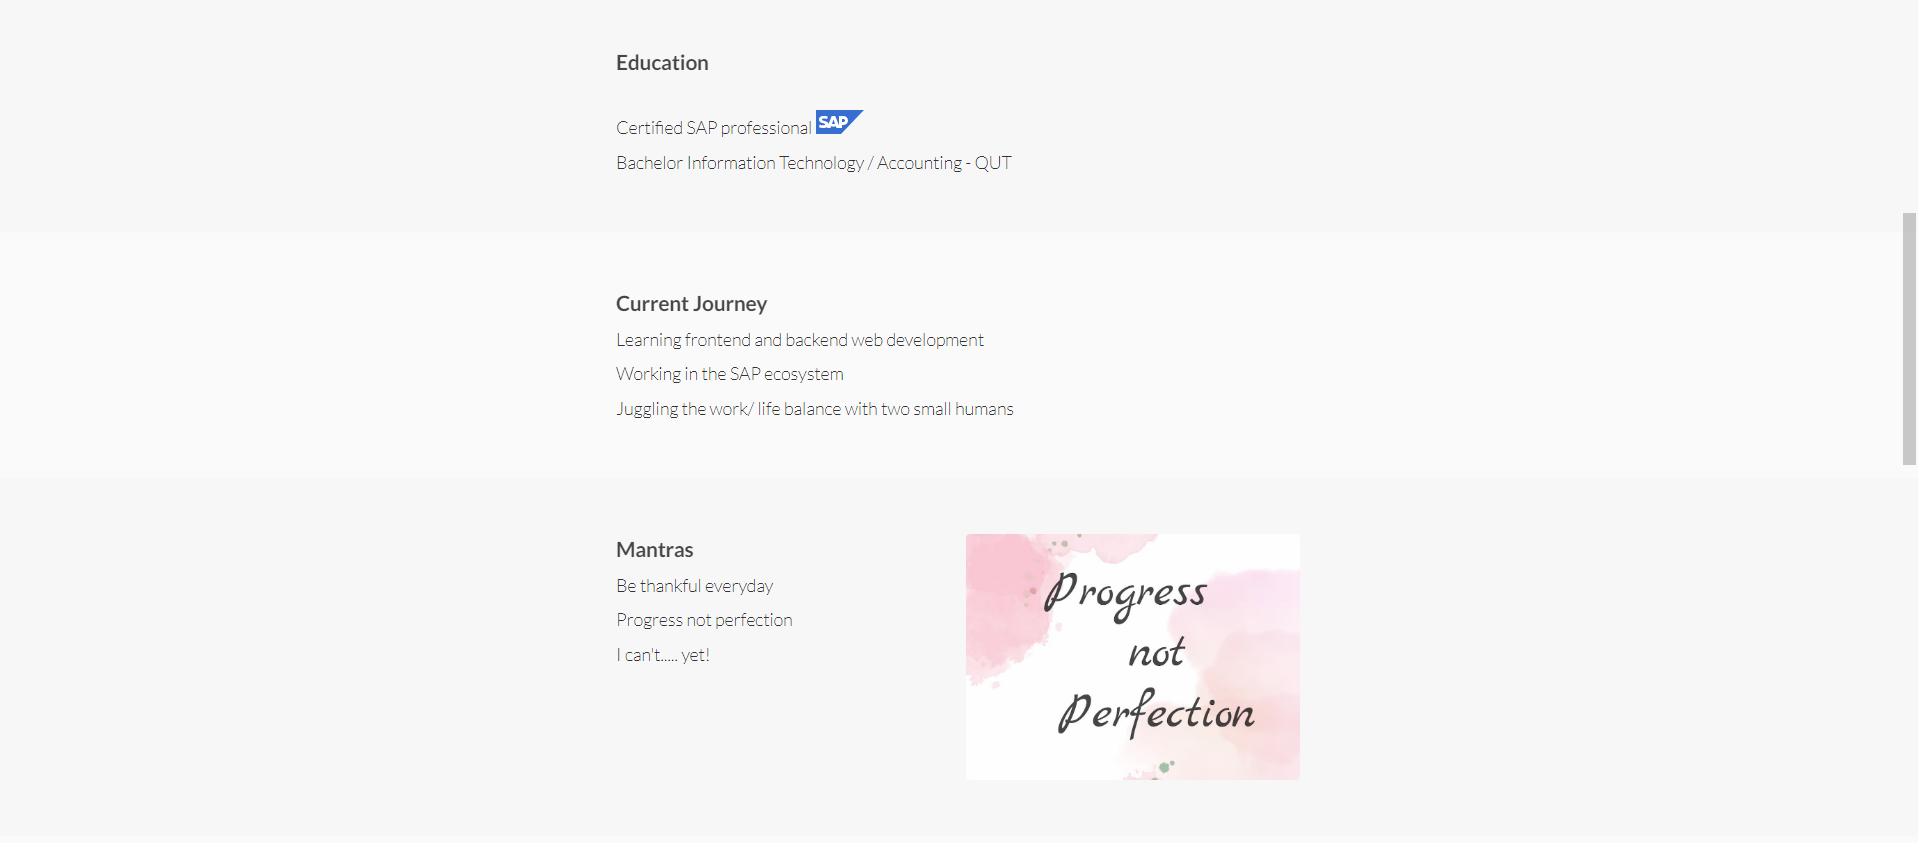 Education
Certified SAP professional SAP
Bachelor Information Technology / Accounting - QUT
Current Journey
Learning frontend and backend web development
Working in the SAP ecosystem
Juggling the work/ life balance with two small humans
Mantras
Be thankful everyday
Progress not perfection
I can't..... yet!
Progress
not
Perfection